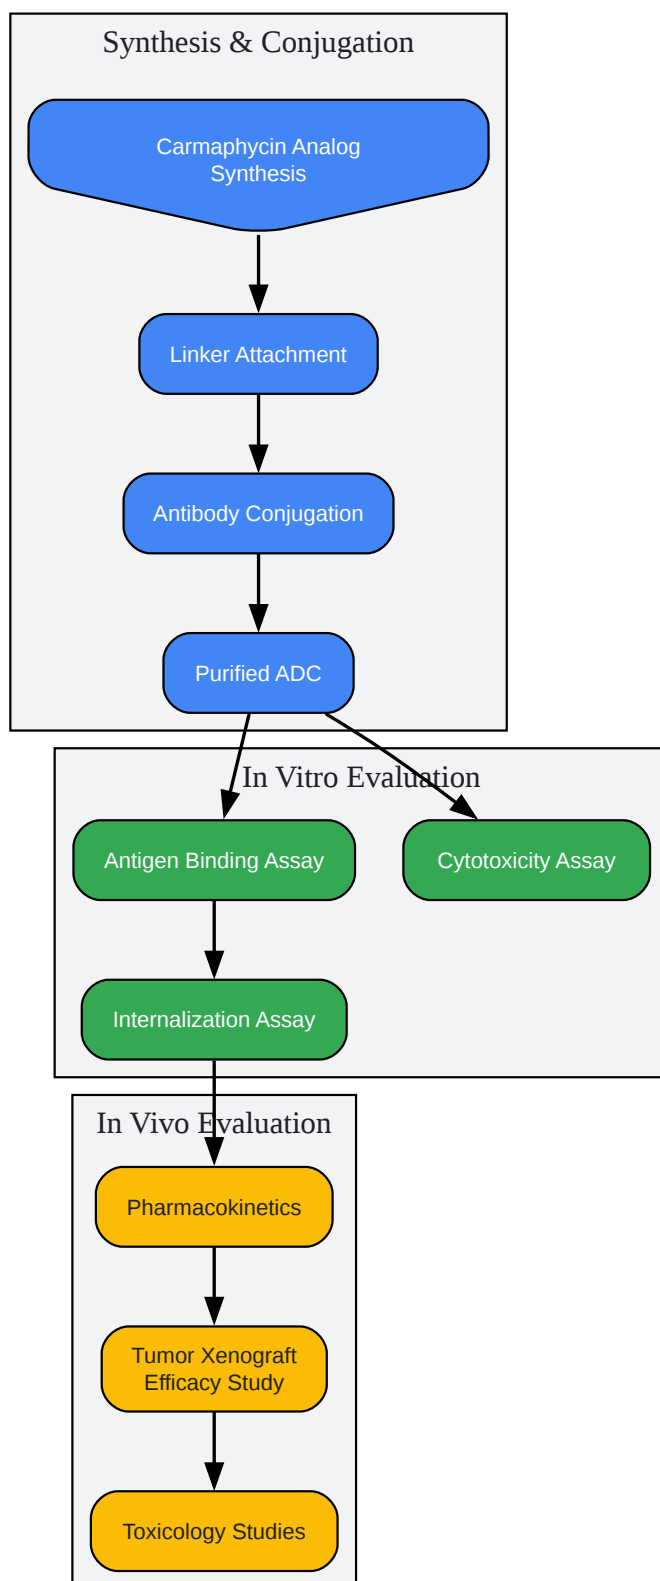 Synthesis & Conjugation
Carmaphycin Analog
Synthesis
Linker Attachment
Antibody Conjugation
Purified ADC
In Vitro Evaluation
Antigen Binding Assay
Cytotoxicity Assay
Internalization Assay
In Vivo Evaluation
Pharmacokinetics
Tumor Xenograft
Efficacy Study
Toxicology Studies